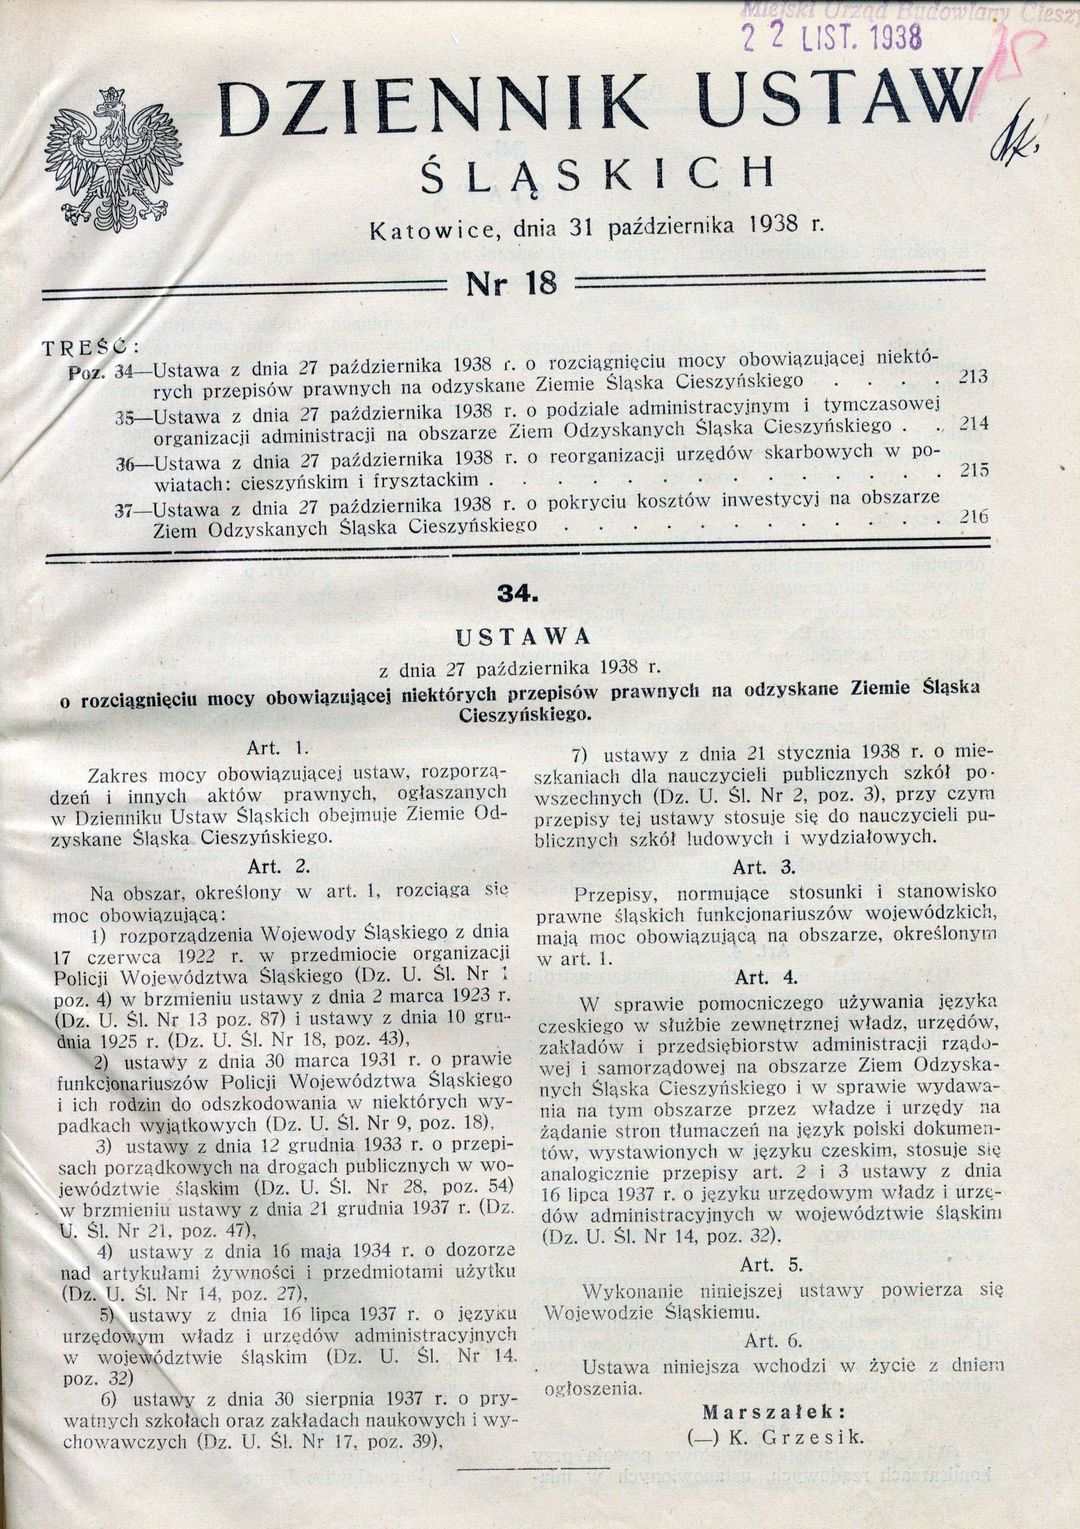 Miejski Urząd Budowlany Ciesz
22 LIST. 1938
DZIENNIK USTAW
ŚLĄSKICH
Katowice, dnia 31 października 1938 r.
Nr 18
TREŚĆ:
Poz. 34—Ustawa z dnia 27 października 1938 r. o rozciągnięciu mocy obowiązującej niektó-
rych przepisów prawnych na odzyskane Ziemie Śląska Cieszyńskiego . . . . 213
35—Ustawa z dnia 27 października 1938 r. o podziale administracyjnym i tymczasowej
organizacji administracji na obszarze Ziem Odzyskanych Śląska Cieszyńskiego . . 214
36—Ustawa z dnia 27 października 1938 r. o reorganizacji urzędów skarbowych w po-
wiatach: cieszyńskim i frysztackim . . . . . . . . . . . . . 215
37—Ustawa z dnia 27 października 1938 r. o pokryciu kosztów inwestycyj na obszarze
Ziem Odzyskanych Śląska Cieszyńskiego . . . . . . . . . . . 216
34.
USTAWA
z dnia 27 października 1938 r.
o rozciągnięciu mocy obowiązującej niektórych przepisów prawnych na odzyskane Ziemie Śląska
Cieszyńskiego.
Art. 1.
Zakres mocy obowiązującej ustaw, rozporzą-
dzeń i innych aktów prawnych, ogłaszanych
w Dzienniku Ustaw Śląskich obejmuje Ziemie Od-
zyskane Śląska Cieszyńskiego.
Art. 2.
Na obszar, określony w art. 1, rozciąga się
moc obowiązującą:
1) rozporządzenia Wojewody Śląskiego z dnia
17 czerwca 1922 r. w przedmiocie organizacji
Policji Województwa Śląskiego (Dz. U. Śl. Nr 1
poz. 4) w brzmieniu ustawy z dnia 2 marca 1923 r.
(Dz. U. Śl. Nr 13 poz. 87) i ustawy z dnia 10 gru-
dnia 1925 r. (Dz. U. Śl. Nr 18, poz. 43),
2) ustawy z dnia 30 marca 1931 r. o prawie
funkcjonariuszów Policji Województwa Śląskiego
i ich rodzin do odszkodowania w niektórych wy-
padkach wyjątkowych (Dz. U. Śl. Nr 9, poz. 18),
3) ustawy z dnia 12 grudnia 1933 r. o przepi-
sach porządkowych na drogach publicznych w wo-
jewództwie śląskim (Dz. U. Śl. Nr 28, poz. 54)
w brzmieniu ustawy z dnia 21 grudnia 1937 r. (Dz.
U. Śl. Nr 21, poz. 47),
4) ustawy z dnia 16 maja 1934 r. o dozorze
nad artykułami żywności i przedmiotami użytku
(Dz. U. Śl. Nr 14, poz. 27),
5) ustawy z dnia 16 lipca 1937 r. o języku
urzędowym władz i urzędów administracyjnych
w województwie śląskim (Dz. U. Śl. Nr 14.
poz. 32)
6) ustawy z dnia 30 sierpnia 1937 r. o pry-
watnych szkołach oraz zakładach naukowych i wy-
chowawczych (Dz. U. Śl. Nr 17, poz. 39),
7) ustawy z dnia 21 stycznia 1938 r. o mie-
szkaniach dla nauczycieli publicznych szkół po-
wszechnych (Dz. U. Śl. Nr 2, poz. 3), przy czym
przepisy tej ustawy stosuje się do nauczycieli pu-
blicznych szkół ludowych i wydziałowych.
Art. 3.
Przepisy, normujące stosunki i stanowisko
prawne śląskich funkcjonariuszów wojewódzkich,
mają moc obowiązującą na obszarze, określonym
w art. 1.
Art. 4.
W sprawie pomocniczego używania języka
czeskiego w służbie zewnętrznej władz, urzędów,
zakładów i przedsiębiorstw administracji rządo-
wej i samorządowej na obszarze Ziem Odzyska-
nych Śląska Cieszyńskiego i w sprawie wydawa-
nia na tym obszarze przez władze i urzędy na
żądanie stron tłumaczeń na język polski dokumen-
tów, wystawionych w języku czeskim, stosuje się
analogicznie przepisy art. 2 i 3 ustawy z dnia
16 lipca 1937 r. o języku urzędowym władz i urzę-
dów administracyjnych w województwie śląskim
(Dz. U. Śl. Nr 14, poz. 32).
Art. 5.
Wykonanie niniejszej ustawy powierza się
Wojewodzie Śląskiemu.
Art. 6.
Ustawa niniejsza wchodzi w życie z dniem
ogłoszenia.
Marszałek:
(—) K. Grzesik.